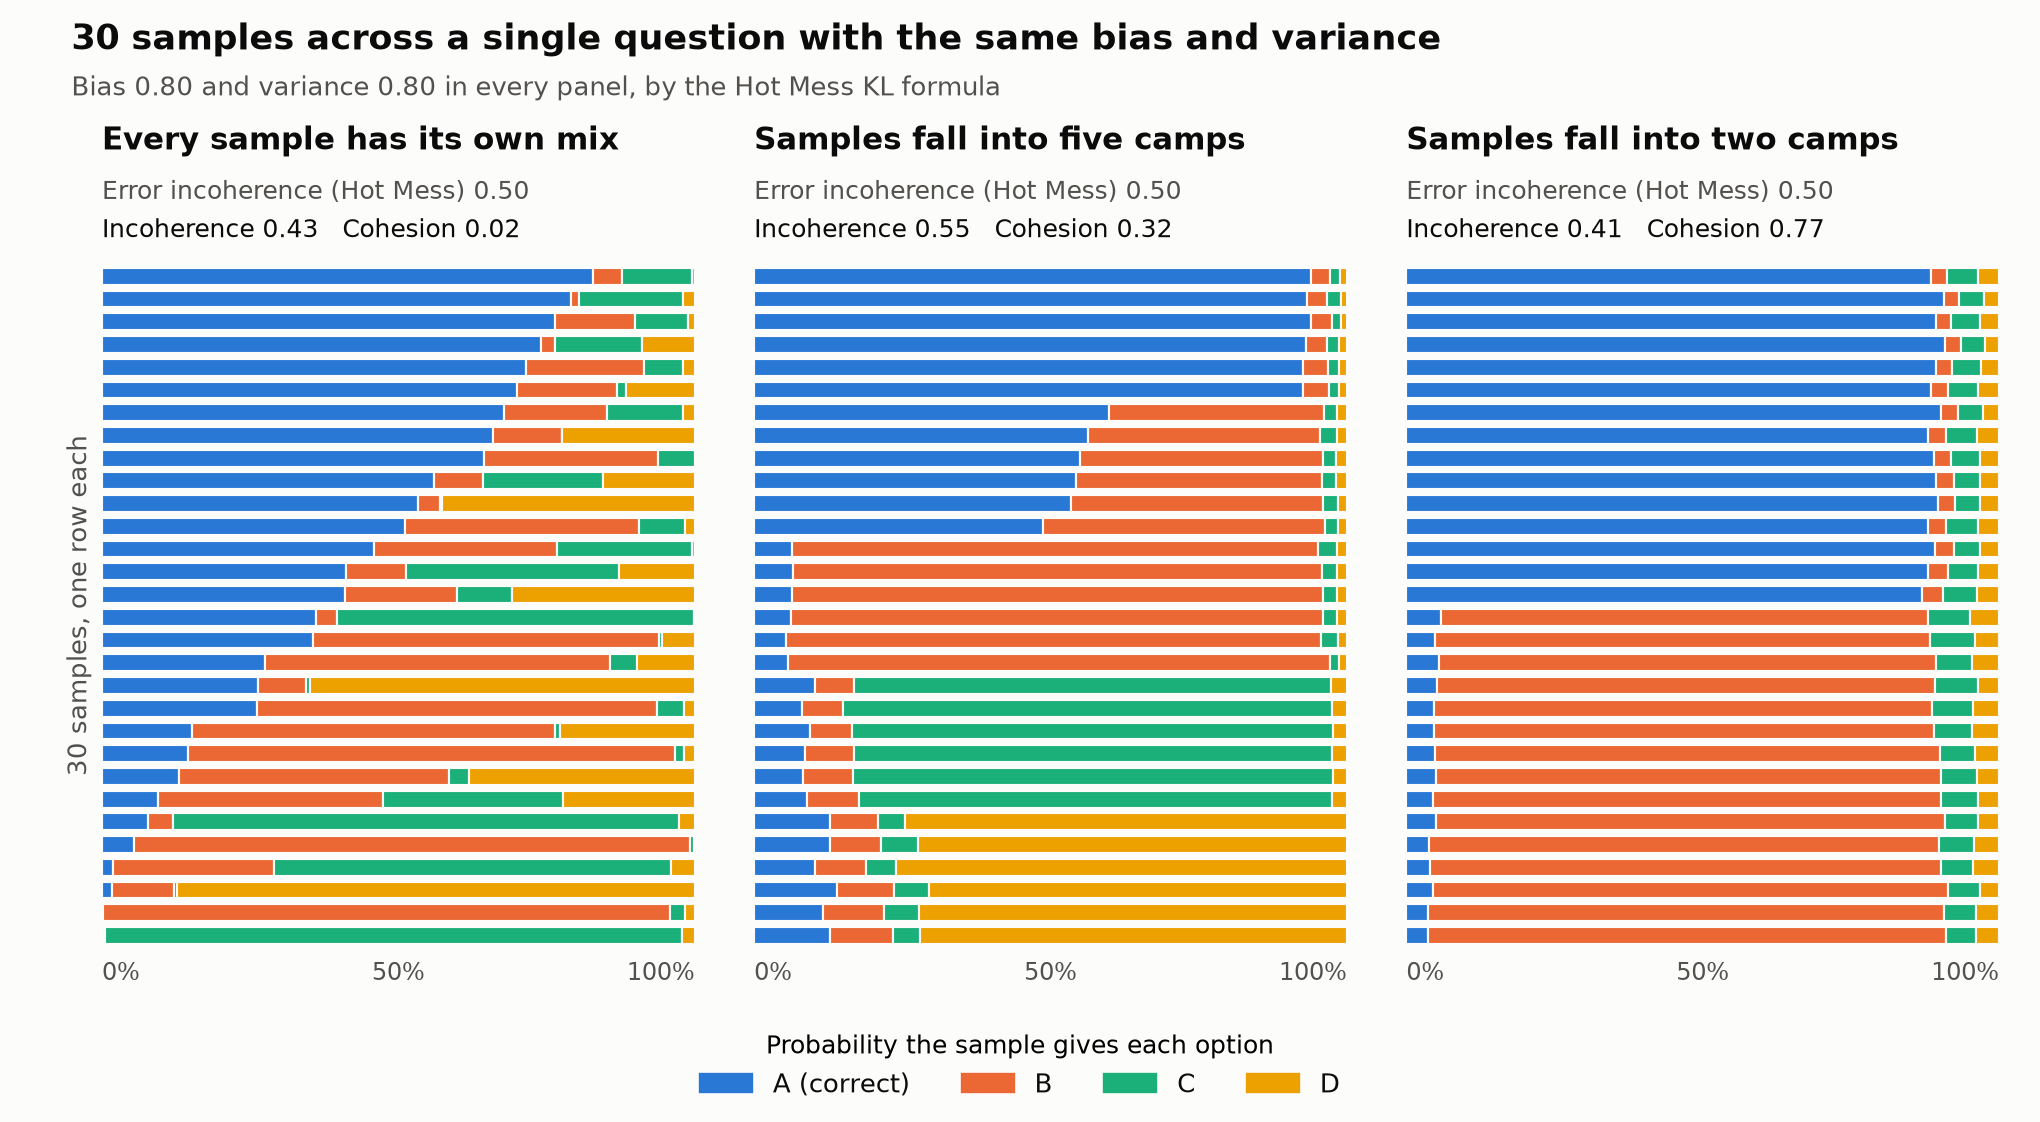 30 samples across a single question with the same bias and variance
Bias 0.80 and variance 0.80 in every panel, by the Hot Mess KL formula
Every sample has its own mix
Error incoherence (Hot Mess) 0.50
Incoherence 0.43 Cohesion 0.02
Samples fall into five camps
Error incoherence (Hot Mess) 0.50
Incoherence 0.55 Cohesion 0.32
Samples fall into two camps
Error incoherence (Hot Mess) 0.50
Incoherence 0.41 Cohesion 0.77
30 samples, one row each
0% 50% 100%
0% 50% 100%
0% 50% 100%
Probability the sample gives each option
A (correct) B C D